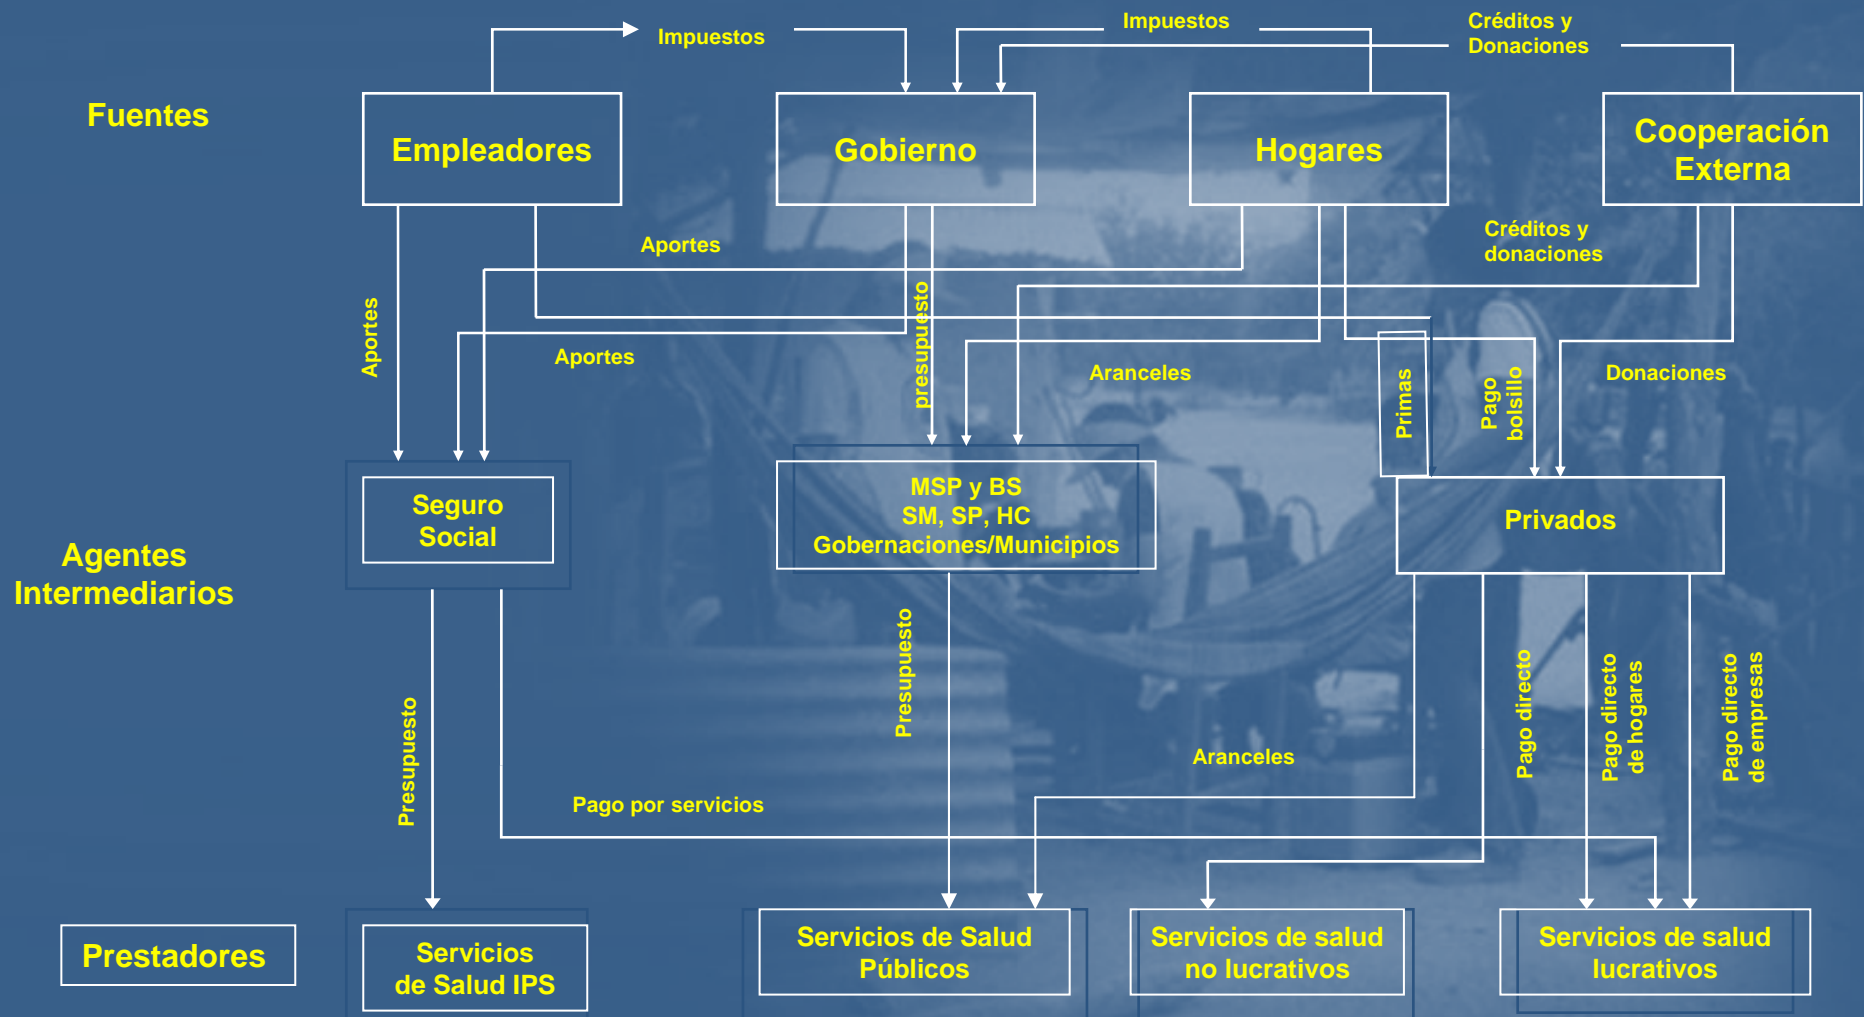 Impuestos
Impuestos
Créditos y
Donaciones
Fuentes
Empleadores
Gobierno
Hogares
Cooperación
Externa
Aportes
Créditos y
donaciones
Aportes
Aportes
presupuesto
Aranceles
Primas
Pago
bolsillo
Donaciones
Agentes
Intermediarios
Seguro
Social
MSP y BS
SM, SP, HC
Gobernaciones/Municipios
Privados
Presupuesto
Pago por servicios
Presupuesto
Aranceles
Pago directo
Pago directo
de hogares
Pago directo
de empresas
Prestadores
Servicios
de Salud IPS
Servicios de Salud
Públicos
Servicios de salud
no lucrativos
Servicios de salud
lucrativos